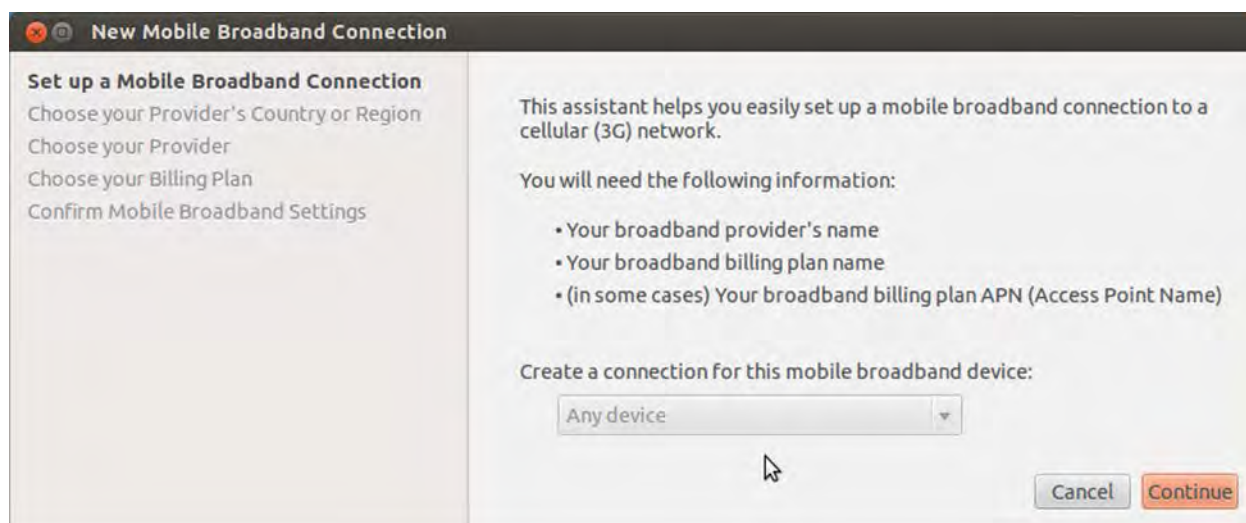 New Mobile Broadband Connection
Set up a Mobile Broadband Connection
Choose your Provider's Country or Region
Choose your Provider
Choose your Billing Plan
Confirm Mobile Broadband Settings
This assistant helps you easily set up a mobile broadband connection to a
cellular (3G) network.
You will need the following information:
• Your broadband provider's name
• Your broadband billing plan name
• (in some cases) Your broadband billing plan APN (Access Point Name)
Create a connection for this mobile broadband device:
Any device
Cancel Continue